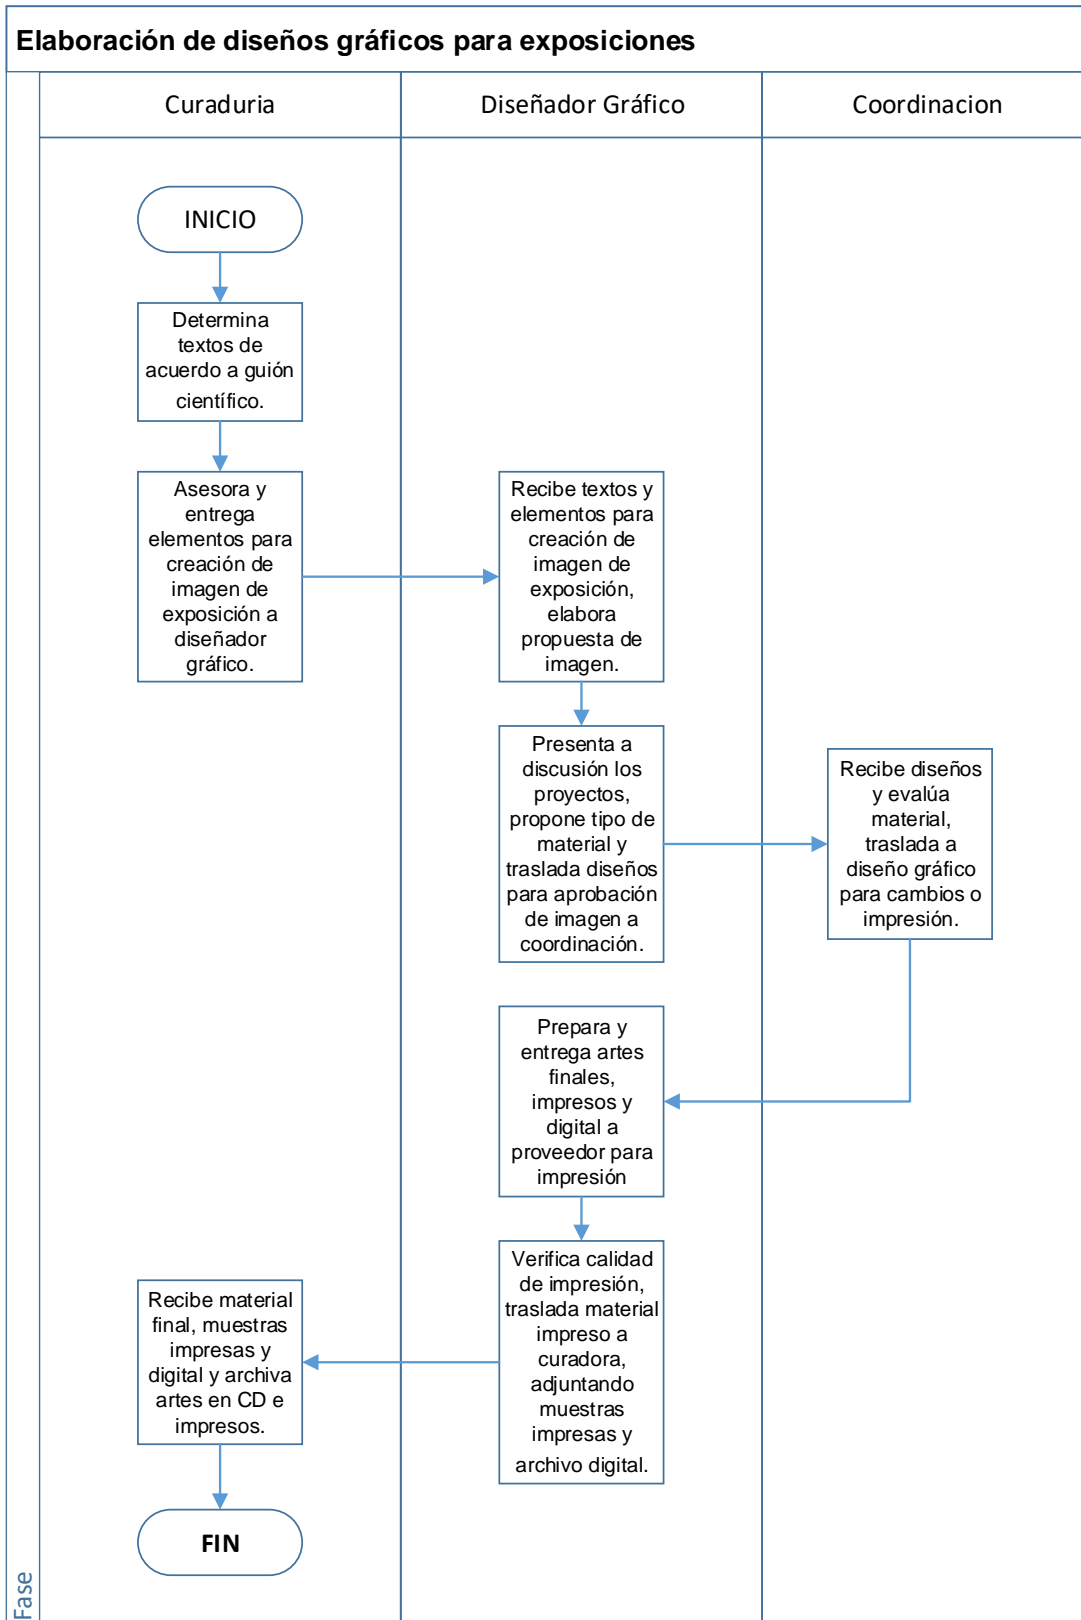 Elaboración de diseños gráficos para exposiciones
Curaduria
Diseñador Gráfico
Coordinacion
INICIO
Determina
textos de
acuerdo a guión
científico.
Asesora y
entrega
elementos para
creación de
imagen de
exposición a
diseñador
gráfico.
Recibe textos y
elementos para
creación de
imagen de
exposición,
elabora
propuesta de
imagen.
Presenta a
discusión los
proyectos,
propone tipo de
material y
traslada diseños
para aprobación
de imagen a
coordinación.
Recibe diseños
y evalúa
material,
traslada a
diseño gráfico
para cambios o
impresión.
Prepara y
entrega artes
finales,
impresos y
digital a
proveedor para
impresión
Verifica calidad
de impresión,
traslada material
impreso a
curadora,
adjuntando
muestras
impresas y
archivo digital.
Recibe material
final, muestras
impresas y
digital y archiva
artes en CD e
impresos.
FIN
Fase